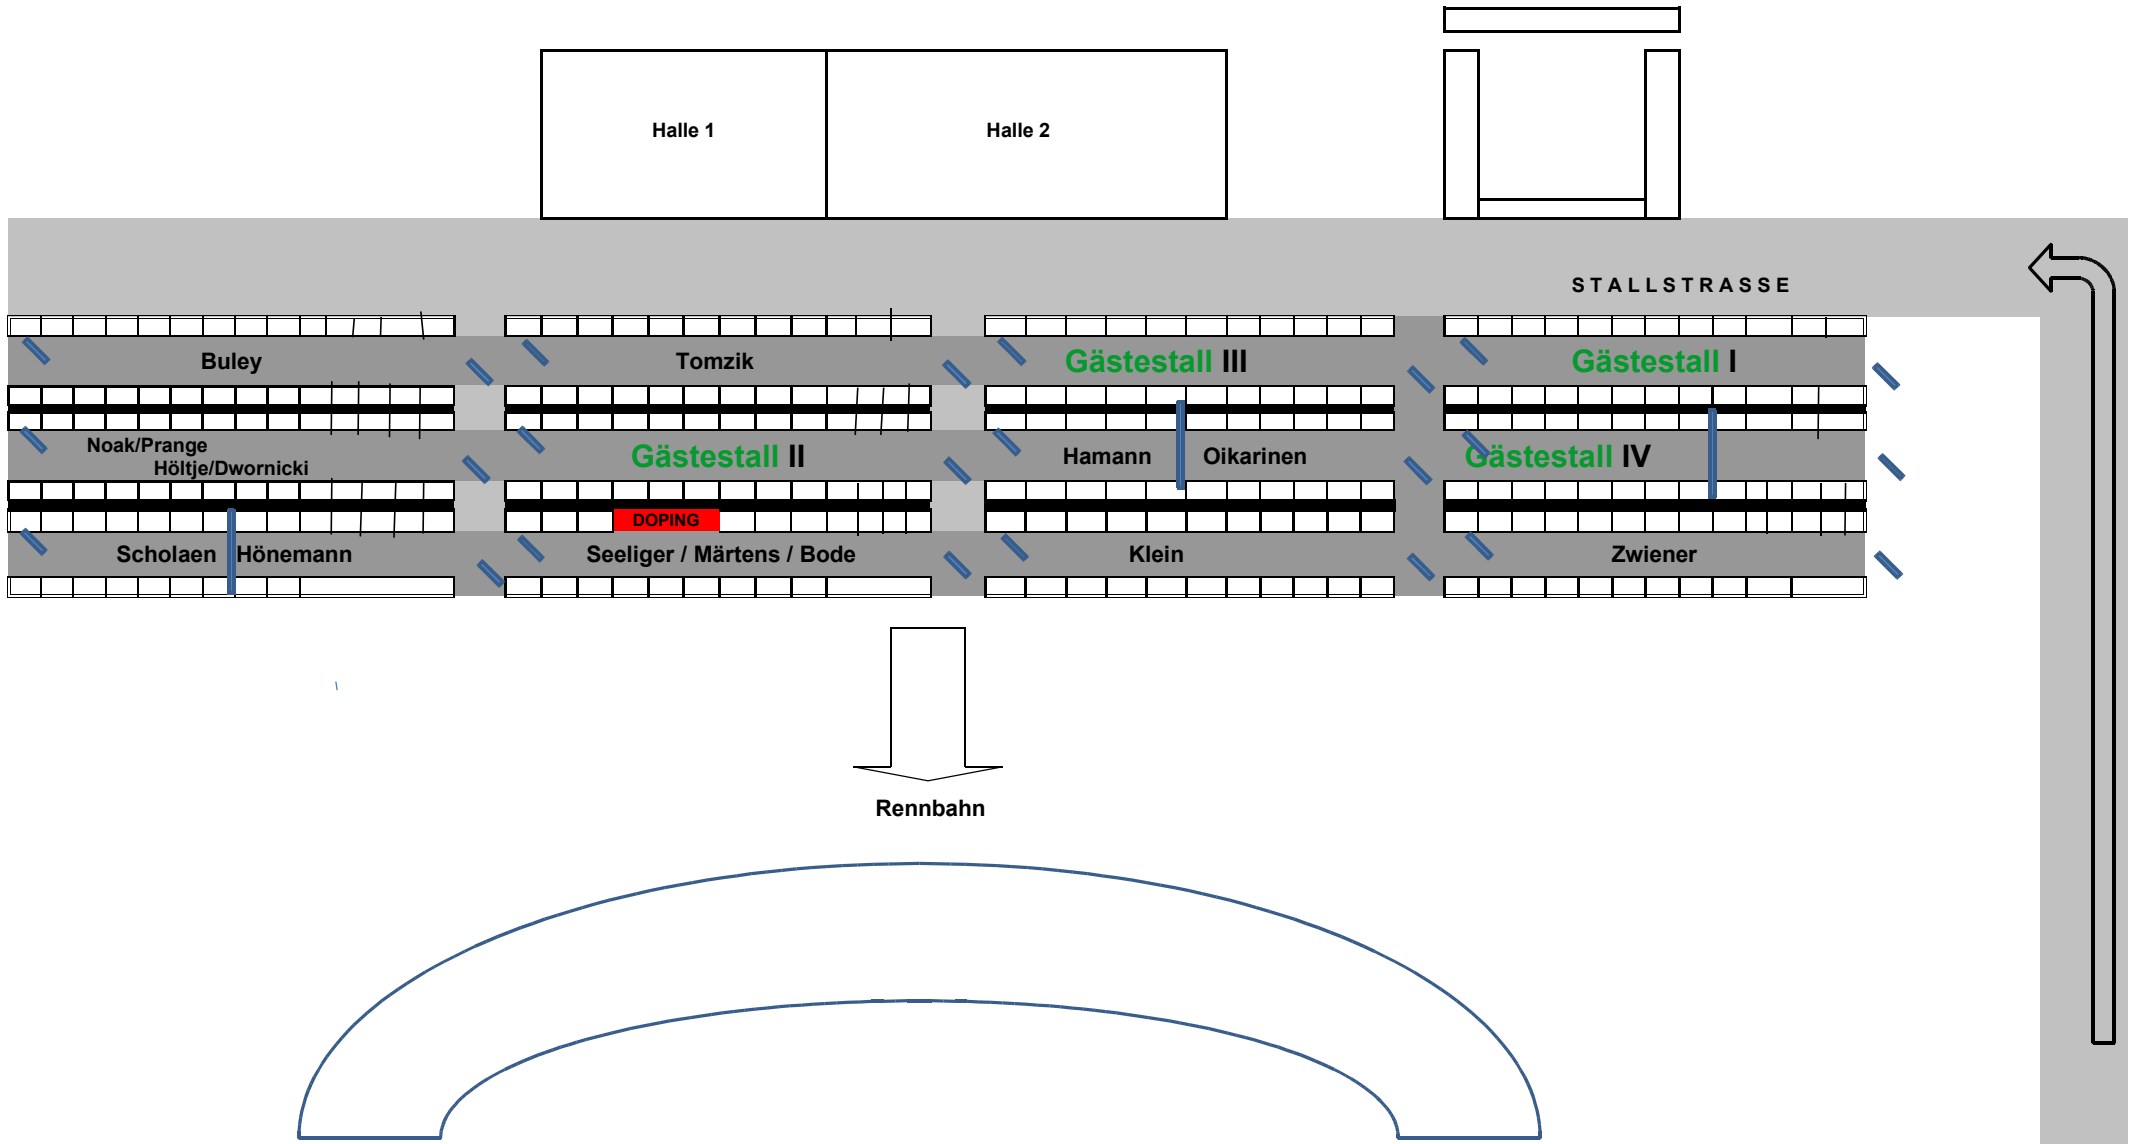 Halle 1
Halle 2
STALLSTRASSE
Buley
Tomzik
Gästestall III
Gästestall I
Noak/Prange
Höltje/Dwornicki
Gästestall II
Hamann
Oikarinen
Gästestall IV
DOPING
Scholaen
Hönemann
Seeliger / Märtens / Bode
Klein
Zwiener
Rennbahn